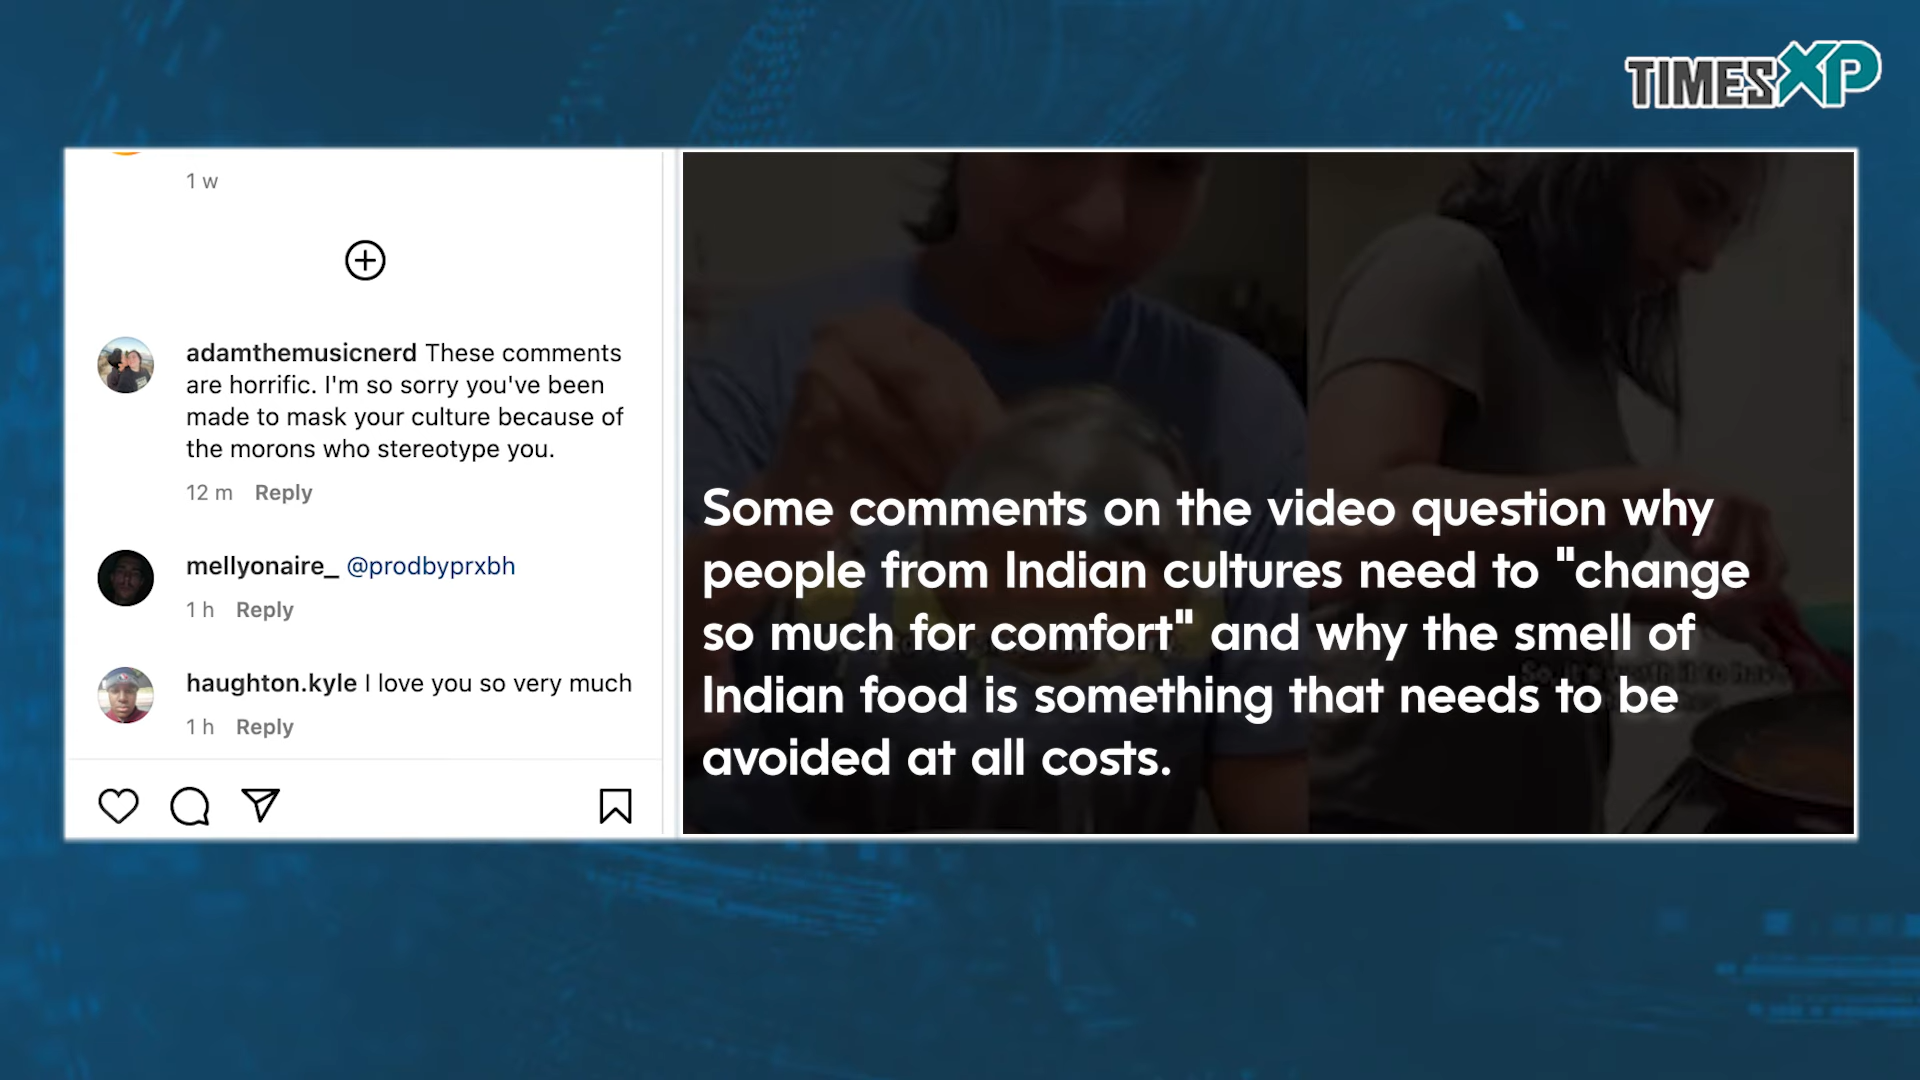 TIMESXP
1 w
adamthemusicnerd These comments
are horrific. I'm so sorry you've been
made to mask your culture because of
the morons who stereotype you.
12 m Reply
mellyonaire_ @prodbyprxbh
1 h Reply
haughton.kyle I love you so very much
1 h Reply
Some comments on the video question why
people from Indian cultures need to "change
so much for comfort" and why the smell of
Indian food is something that needs to be
avoided at all costs.